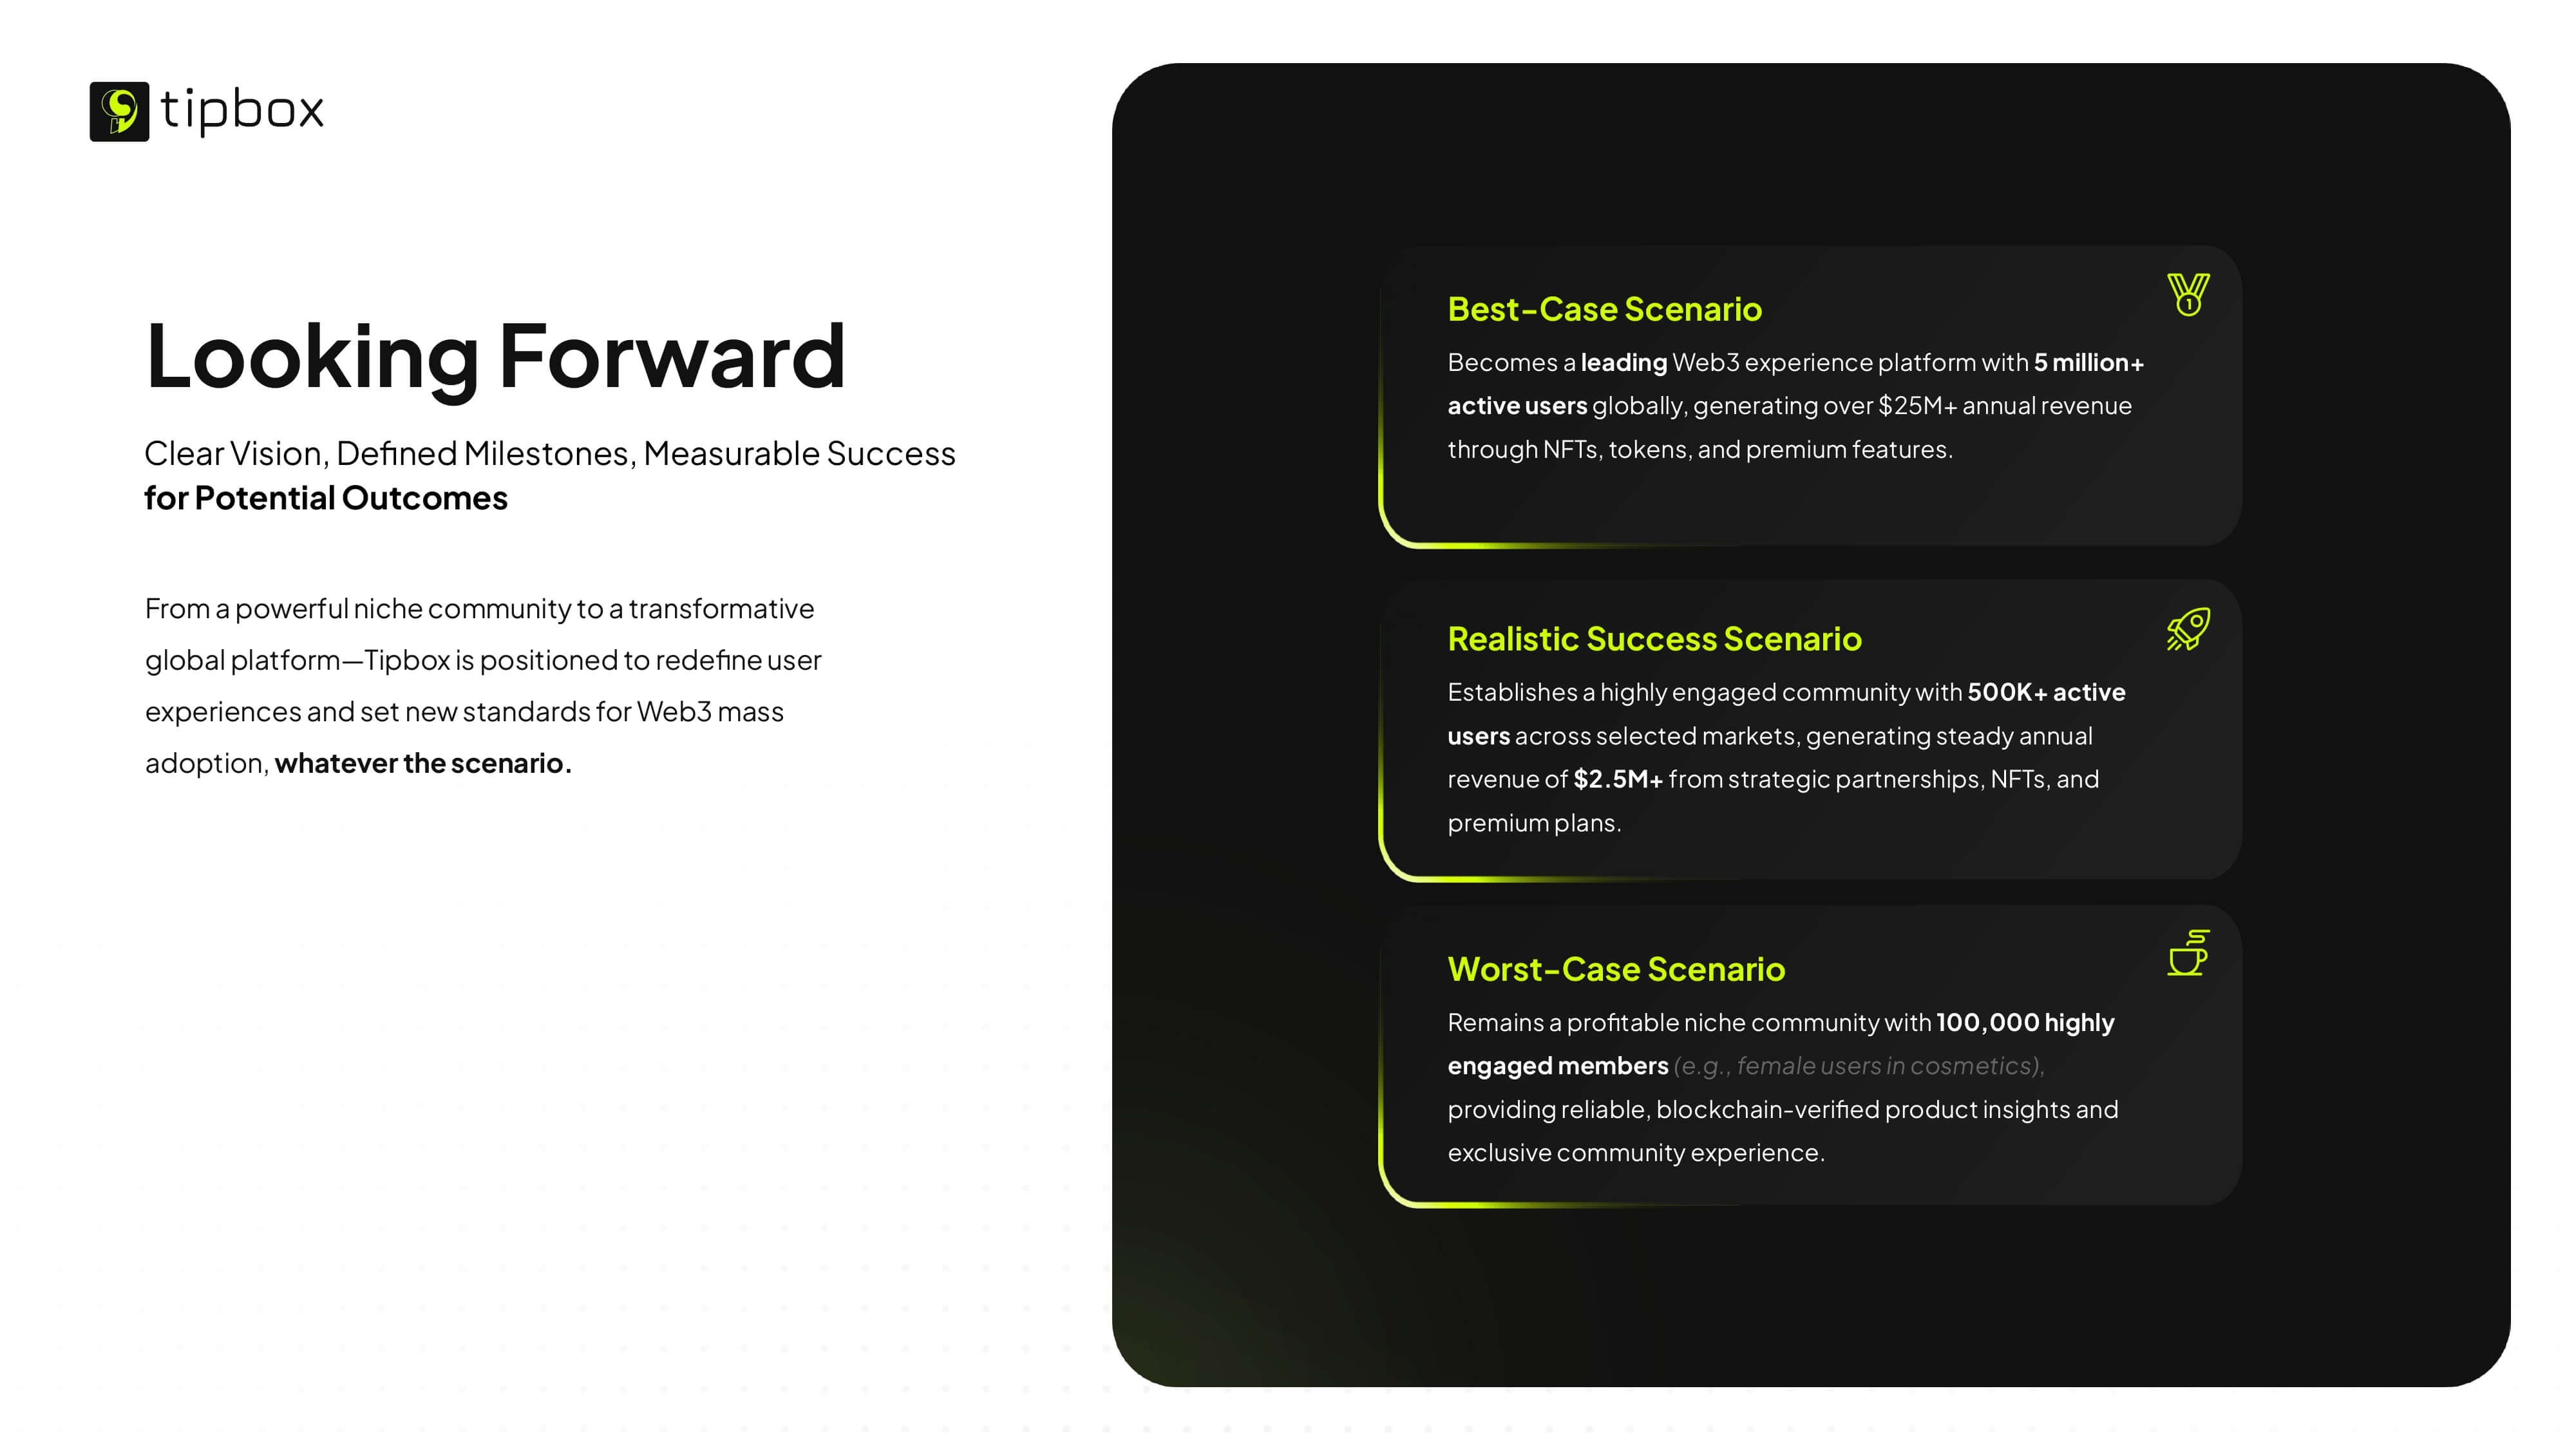 tipbox
Looking Forward
Clear Vision, Defined Milestones, Measurable Success
for Potential Outcomes
From a powerful niche community to a transformative
global platform—Tipbox is positioned to redefine user
experiences and set new standards for Web3 mass
adoption, whatever the scenario.
Best-Case Scenario
1
Becomes a leading Web3 experience platform with 5 million+
active users globally, generating over $25M+ annual revenue
through NFTs, tokens, and premium features.
Realistic Success Scenario
Establishes a highly engaged community with 500K+ active
users across selected markets, generating steady annual
revenue of $2.5M+ from strategic partnerships, NFTs, and
premium plans.
Worst-Case Scenario
Remains a profitable niche community with 100,000 highly
engaged members (e.g., female users in cosmetics),
providing reliable, blockchain-verified product insights and
exclusive community experience.